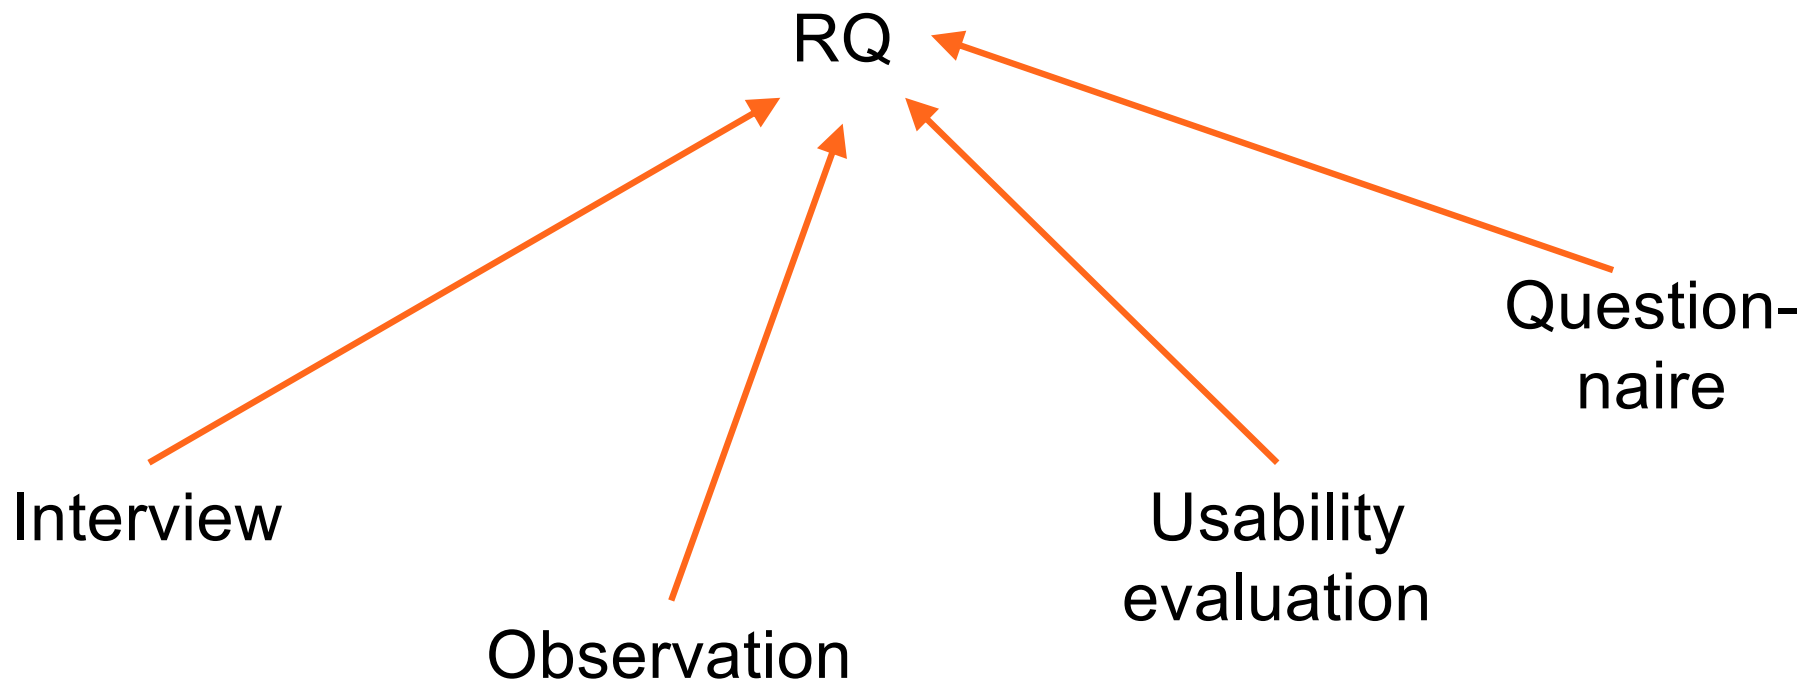 RQ
Question-
naire
Interview
Usability
evaluation
Observation